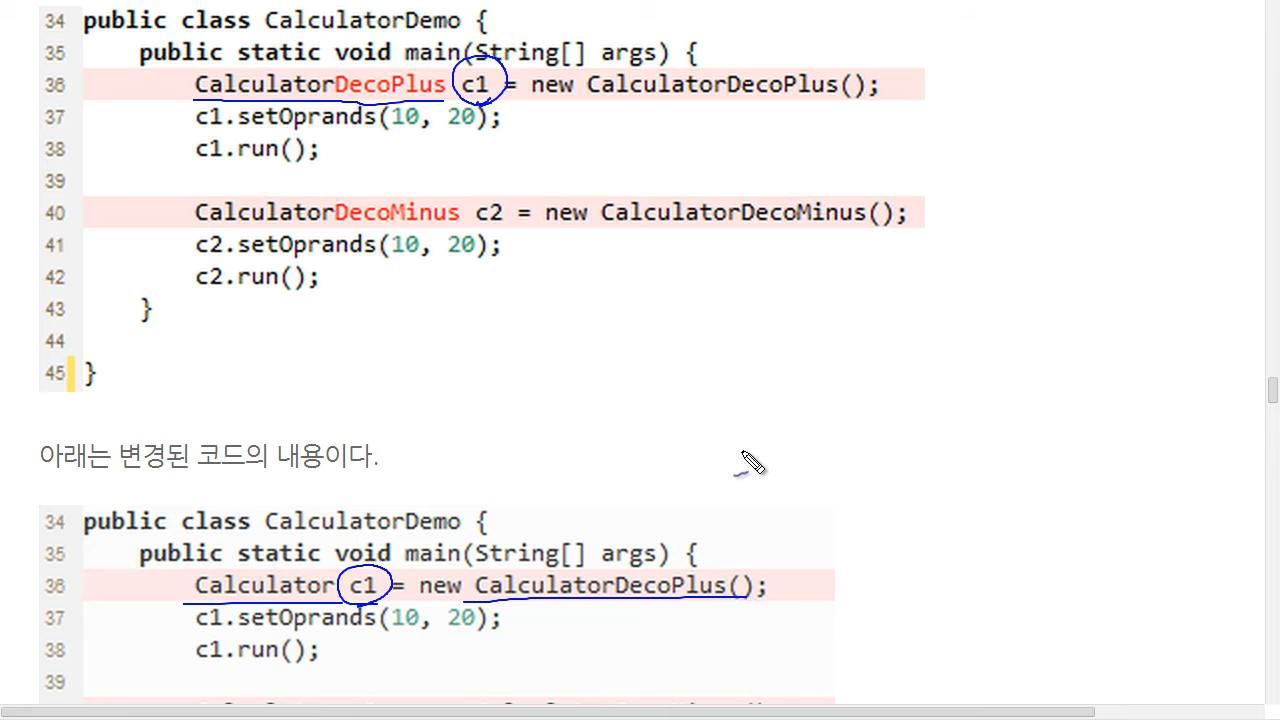 34 public class CalculatorDemo {
35 public static void main(String[] args) {
36 CalculatorDecoPlus c1 = new CalculatorDecoPlus();
37 c1.setOprands(10, 20);
38 c1.run();
39
40 CalculatorDecoMinus c2 = new CalculatorDecoMinus();
41 c2.setOprands(10, 20);
42 c2.run();
43 }
44
45 }
아래는 변경된 코드의 내용이다.
34 public class CalculatorDemo {
35 public static void main(String[] args) {
36 Calculator c1 = new CalculatorDecoPlus();
37 c1.setOprands(10, 20);
38 c1.run();
39